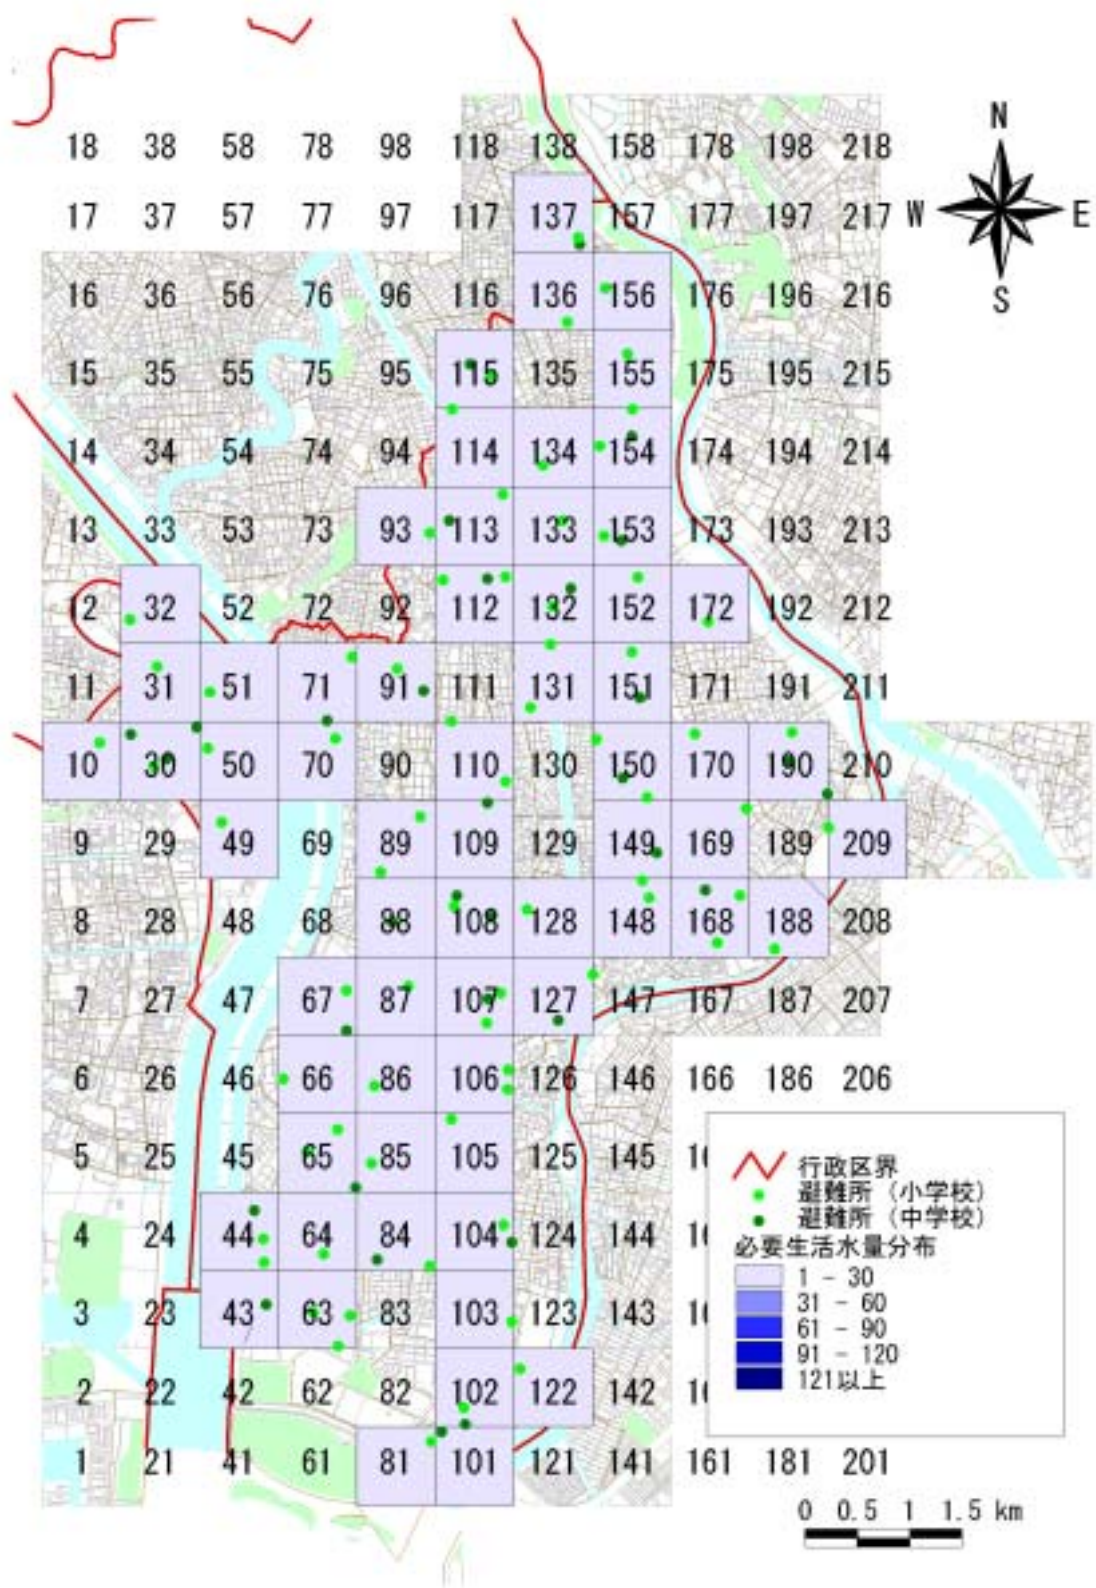 N
18 38 58 78 98 118 138 158 178 198 218
17 37 57 77 97 117 137 157 177 197 217 W E
16 36 56 76 96 116 136 156 176 196 216 S
15 35 55 75 95 115 135 155 175 195 215
14 34 54 74 94 114 134 154 174 194 214
13 33 53 73 93 113 133 153 173 193 213
12 32 52 72 92 112 132 152 172 192 212
11 31 51 71 91 111 131 151 171 191 211
10 30 50 70 90 110 130 150 170 190 210
9 29 49 69 89 109 129 149 169 189 209
8 28 48 68 88 108 128 148 168 188 208
7 27 47 67 87 107 127 147 167 187 207
6 26 46 66 86 106 126 146 166 186 206
5 25 45 65 85 105 125 145
4 24 44 64 84 104 124 144
3 23 43 63 83 103 123 143
2 22 42 62 82 102 122 142
1 21 41 61 81 101 121 141 161 181 201
行政区界
避難所（小学校）
避難所（中学校）
必要生活水量分布
1 - 30
31 - 60
61 - 90
91 - 120
121以上
0 0.5 1 1.5 km